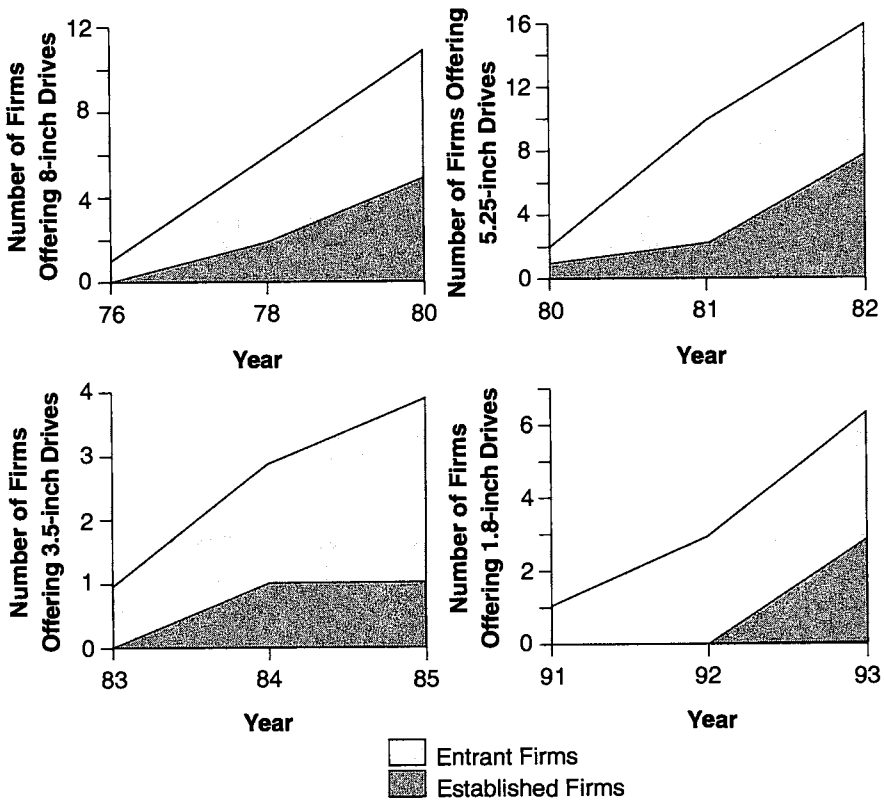 Number of Firms
Offering 8-inch Drives
12
8
4
0
76
78
80
Year
Number of Firms Offering
5.25-inch Drives
16
12
8
4
0
80
81
82
Year
Number of Firms
Offering 3.5-inch Drives
4
3
2
1
0
83
84
85
Year
Number of Firms
Offering 1.8-inch Drives
6
4
2
0
91
92
93
Year
Entrant Firms
Established Firms